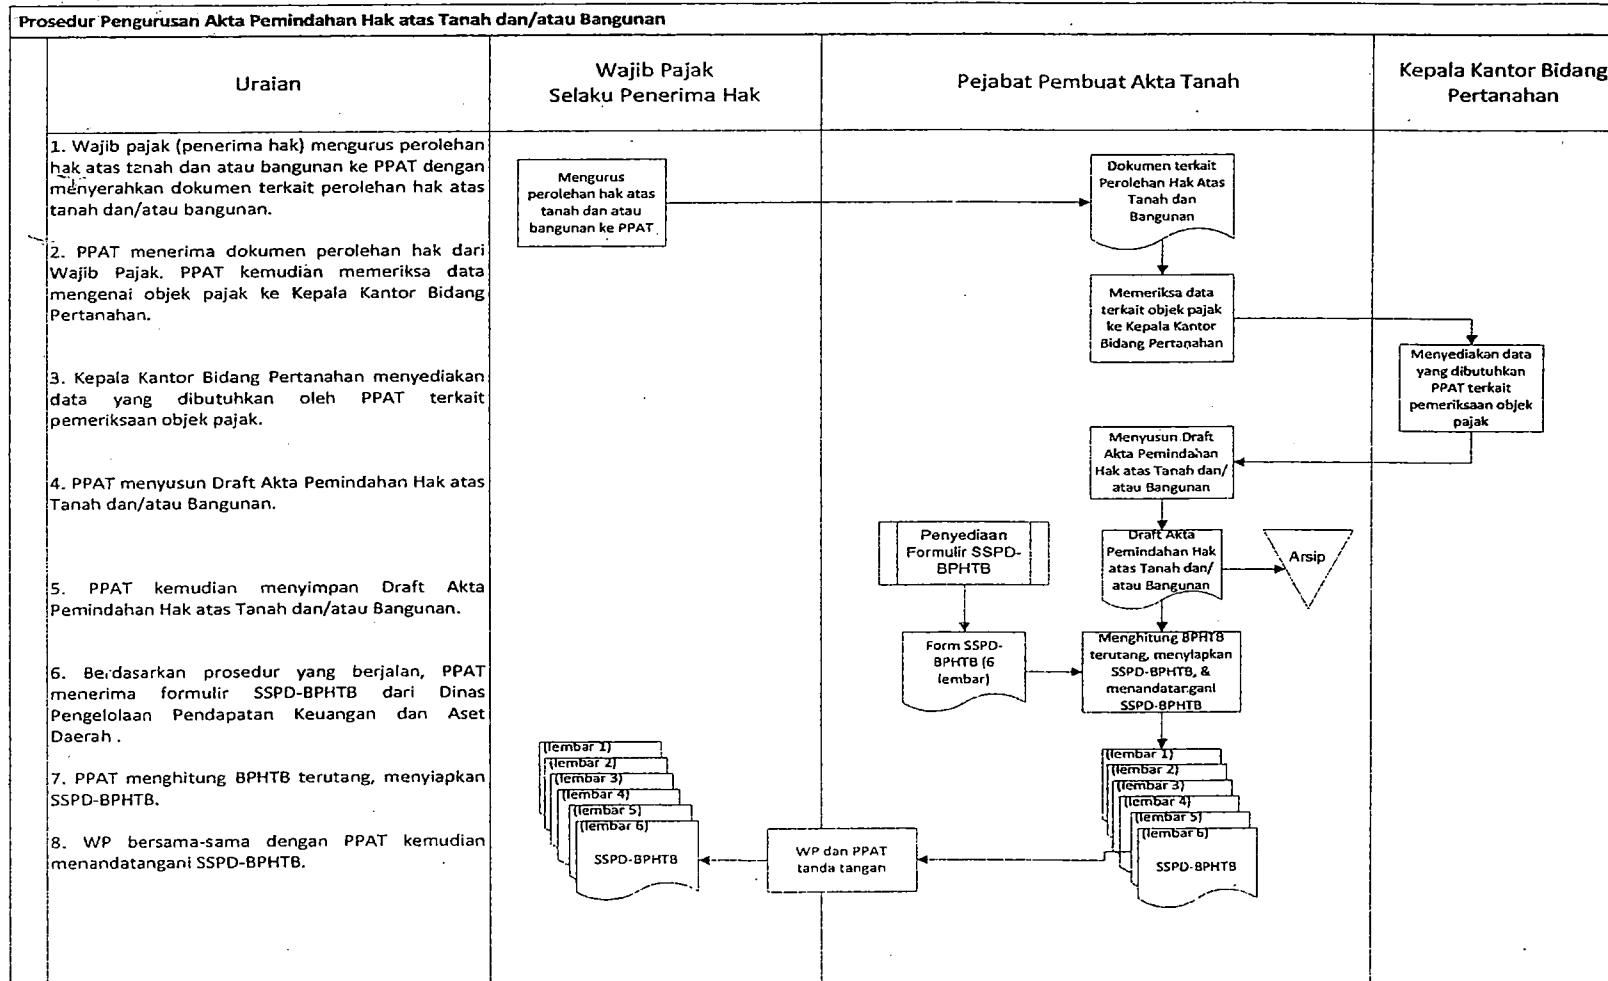 Prosedur Pengurusan Akta Pemindahan Hak atas Tanah dan/atau Bangunan
Uraian
Wajib Pajak
Selaku Penerima Hak
Pejabat Pembuat Akta Tanah
Kepala Kantor Bidang
Pertanahan
1. Wajib pajak (penerima hak) mengurus perolehan
hak atas tanah dan atau bangunan ke PPAT dengan
menyerahkan dokumen terkait perolehan hak atas
tanah dan/atau bangunan.
2. PPAT menerima dokumen perolehan hak dari
Wajib Pajak. PPAT kemudian memeriksa data
mengenai objek pajak ke Kepala Kantor Bidang
Pertanahan.
3. Kepala Kantor Bidang Pertanahan menyediakan
data yang dibutuhkan oleh PPAT terkait
pemeriksaan objek pajak.
4. PPAT menyusun Draft Akta Pemindahan Hak atas
Tanah dan/atau Bangunan.
5. PPAT kemudian menyimpan Draft Akta
Pemindahan Hak atas Tanah dan/atau Bangunan.
6. Berdasarkan prosedur yang berjalan, PPAT
menerima formulir SSPD-BPHTB dari Dinas
Pengelolaan Pendapatan Keuangan dan Aset
Daerah .
7. PPAT menghitung BPHTB terutang, menyiapkan
SSPD-BPHTB.
8. WP bersama-sama dengan PPAT kemudian
menandatangani SSPD-BPHTB.
Mengurus
perolehan hak atas
tanah dan atau
bangunan ke PPAT
Dokumen terkait
Perolehan Hak Atas
Tanah dan
Bangunan
Memeriksa data
terkait objek pajak
ke Kepala Kantor
Bidang Pertanahan
Menyediakan data
yang dibutuhkan
PPAT terkait
pemeriksaan objek
pajak
Menyusun Draft
Akta Pemindahan
Hak atas Tanah dan/
atau Bangunan
Penyediaan
Formulir SSPD-
BPHTB
Draft Akta
Pemindahan Hak
atas Tanah dan/
atau Bangunan
Arsip
Form SSPD-
BPHTB (6
lembar)
Menghitung BPHTB
terutang, menyiapkan
SSPD-BPHTB, &
menandatangani
SSPD-BPHTB
(lembar 1)
(lembar 2)
(lembar 3)
(lembar 4)
(lembar 5)
(lembar 6)
SSPD-BPHTB
WP dan PPAT
tanda tangan
(lembar 1)
(lembar 2)
(lembar 3)
(lembar 4)
(lembar 5)
(lembar 6)
SSPD-BPHTB